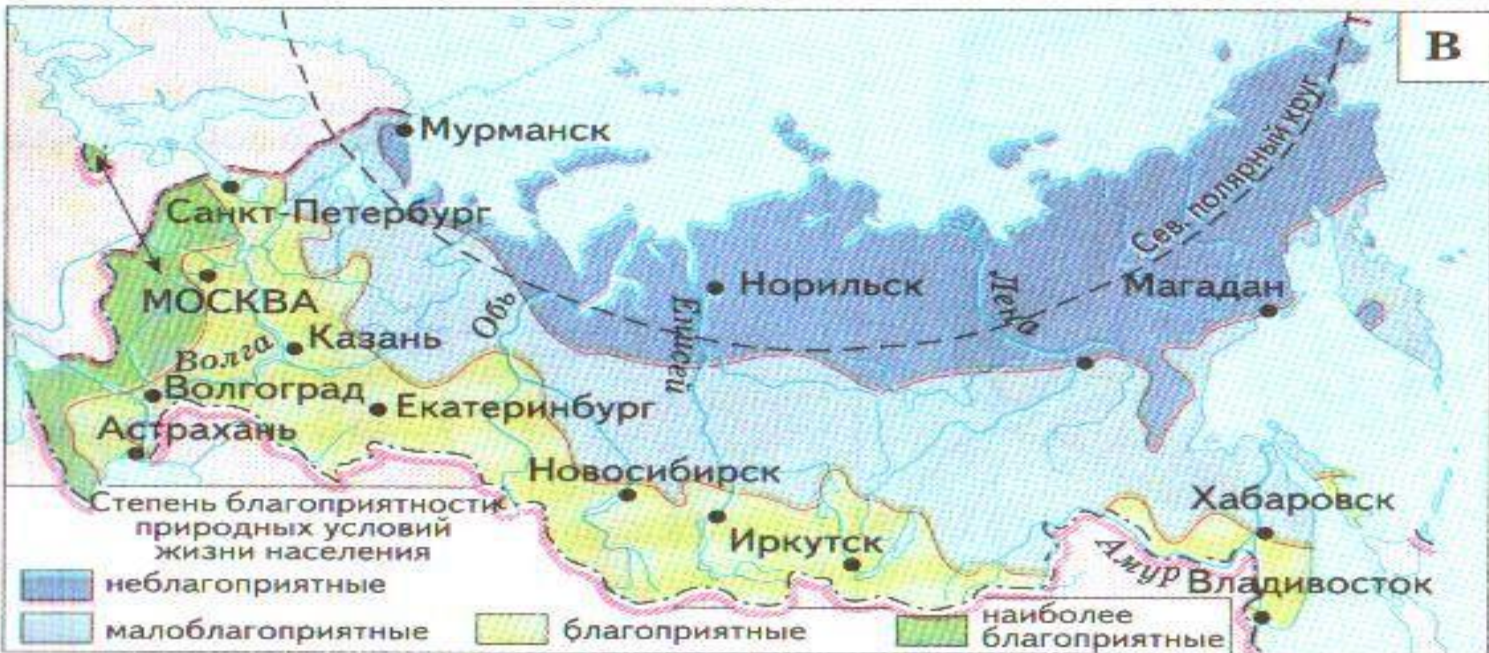 В
Мурманск
Санкт-Петербург
Сев. полярный круг
МОСКВА
Обь
Енисей
Норильск
Лена
Магадан
Волга
Казань
Волгоград
Екатеринбург
Астрахань
Новосибирск
Хабаровск
Иркутск
Амур
Владивосток
Степень благоприятности
природных условий
жизни населения
неблагоприятные
малоблагоприятные
благоприятные
наиболее
благоприятные